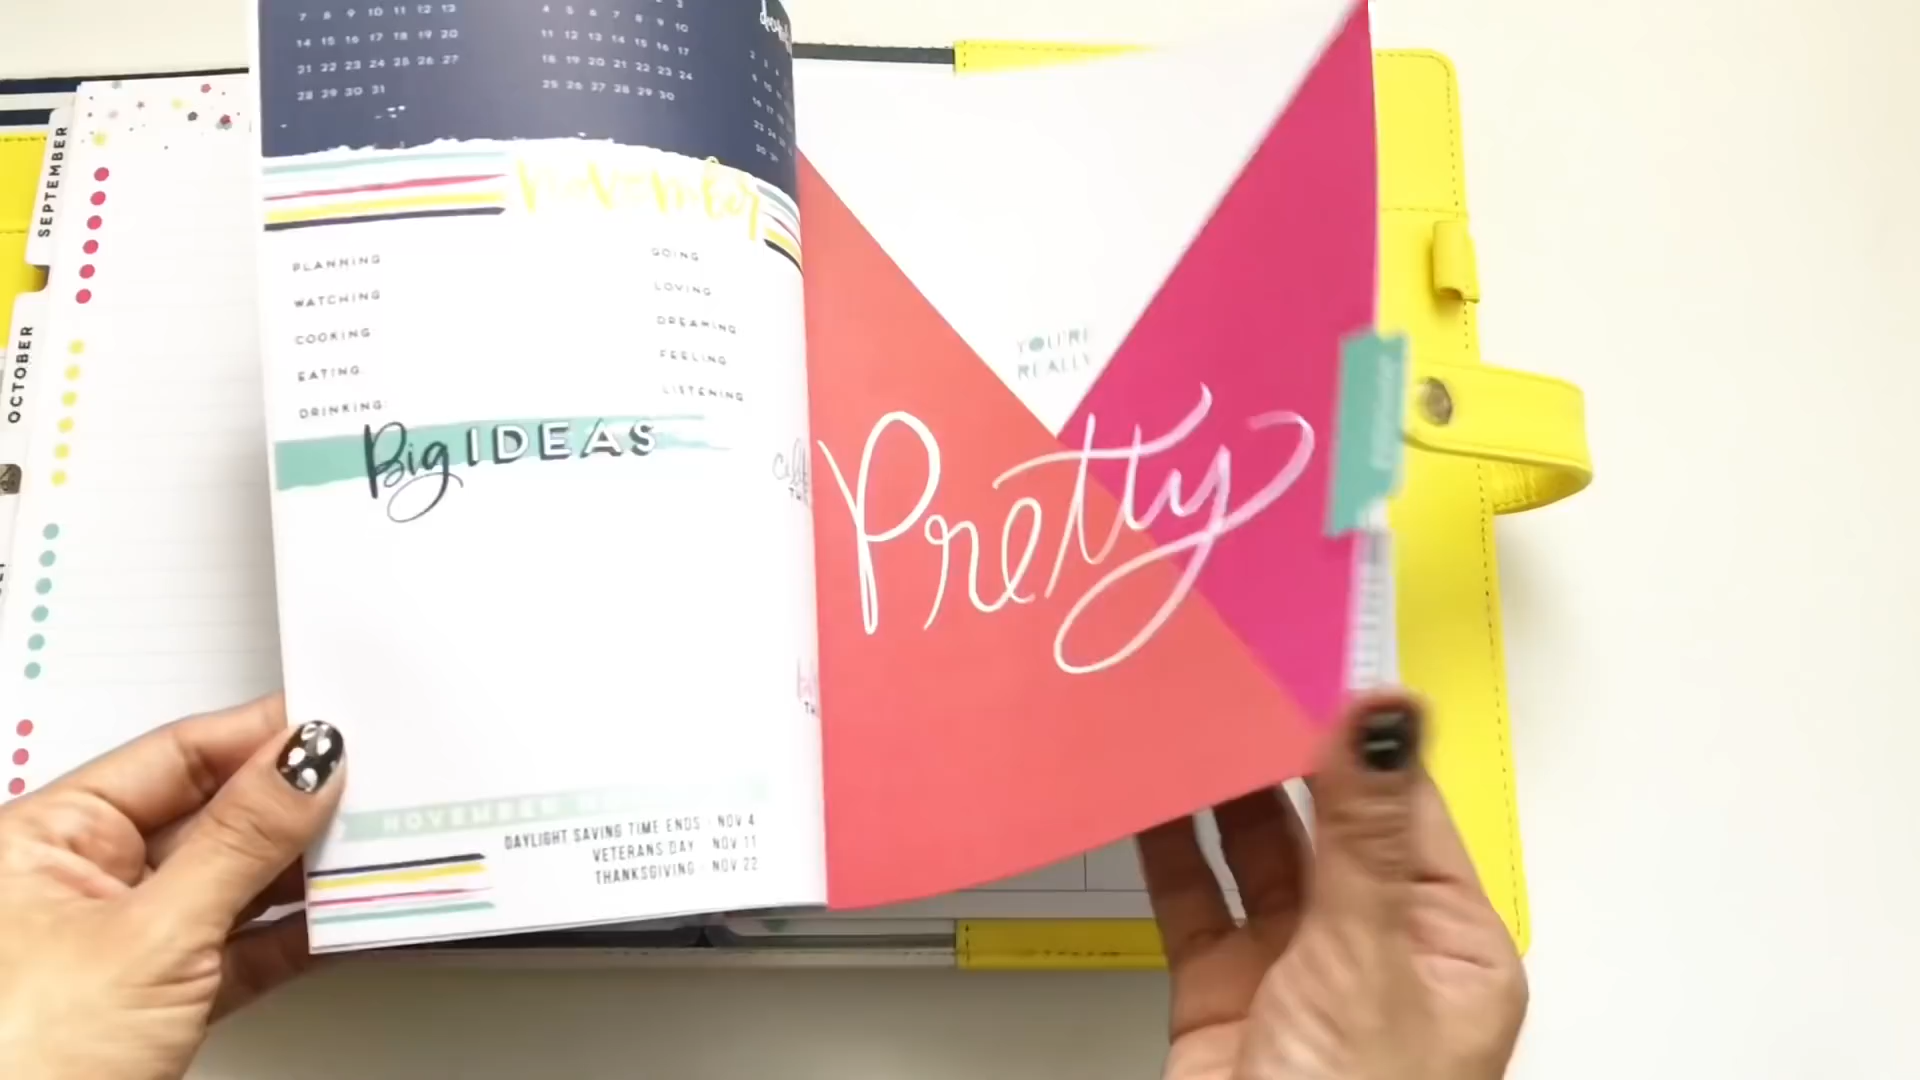 SEPTEMBER
OCTOBER
7 8 9 10 11 12 13
14 15 16 17 18 19 20
21 22 23 24 25 26 27
28 29 30 31
4 5 6 7 8 9 10
11 12 13 14 15 16 17
18 19 20 21 22 23 24
25 26 27 28 29 30
november
PLANNING
WATCHING
COOKING
EATING:
DRINKING:
GOING
LOVING
DREAMING
FEELING
LISTENING
Big IDEAS
NOVEMBER
DAYLIGHT SAVING TIME ENDS - NOV 4
VETERANS DAY - NOV 11
THANKSGIVING - NOV 22
YOU'RE
REALLY
Pretty